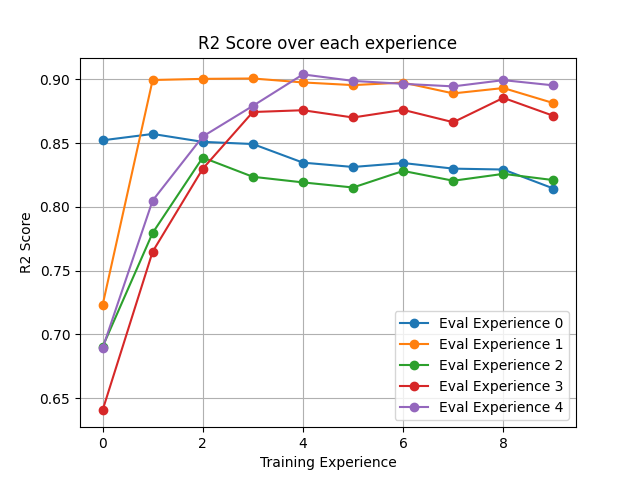 R2 Score over each experience
0.90
0.85
0.80
0.75
0.70
0.65
R2 Score
0 2 4 6 8
Training Experience
Eval Experience 0
Eval Experience 1
Eval Experience 2
Eval Experience 3
Eval Experience 4